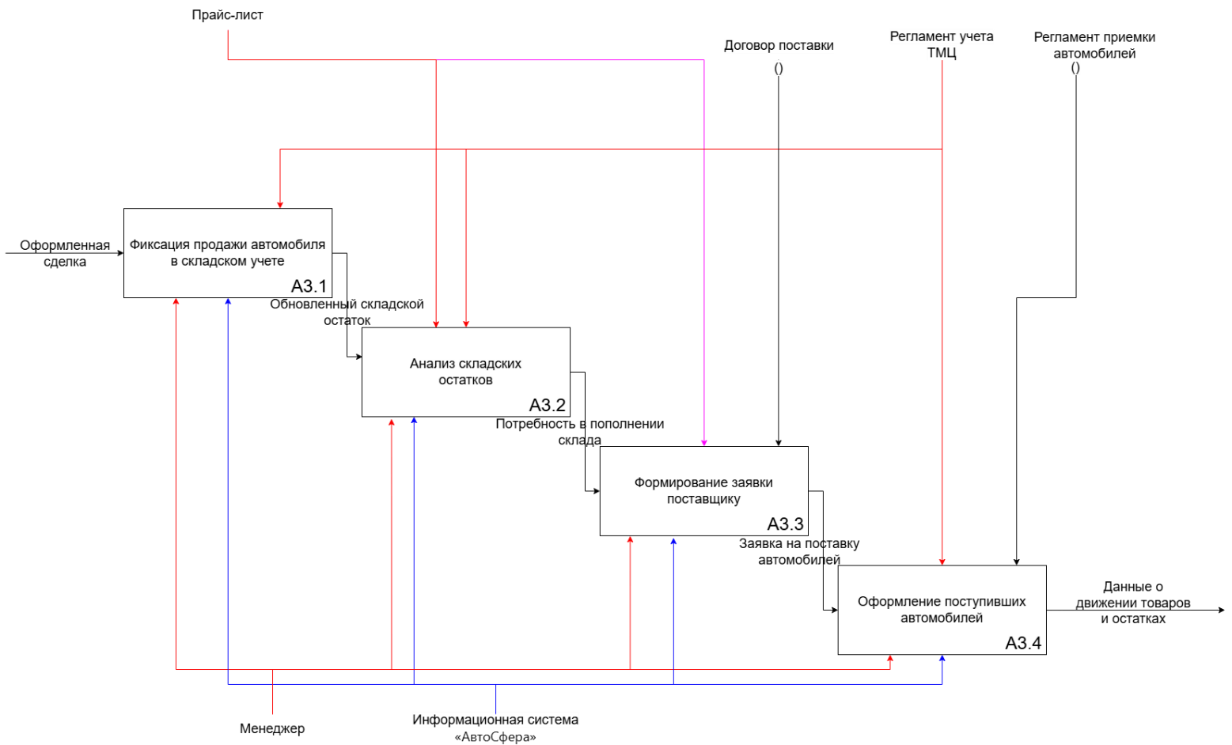 Прайс-лист
Договор поставки
()
Регламент учета
ТМЦ
Регламент приемки
автомобилей
()
Оформленная
сделка
Фиксация продажи автомобиля
в складском учете
А3.1
Обновленный складской
остаток
Анализ складских
остатков
А3.2
Потребность в пополнении
склада
Формирование заявки
поставщику
А3.3
Заявка на поставку
автомобилей
Оформление поступивших
автомобилей
А3.4
Данные о
движении товаров
и остатках
Менеджер
Информационная система
«АвтоСфера»